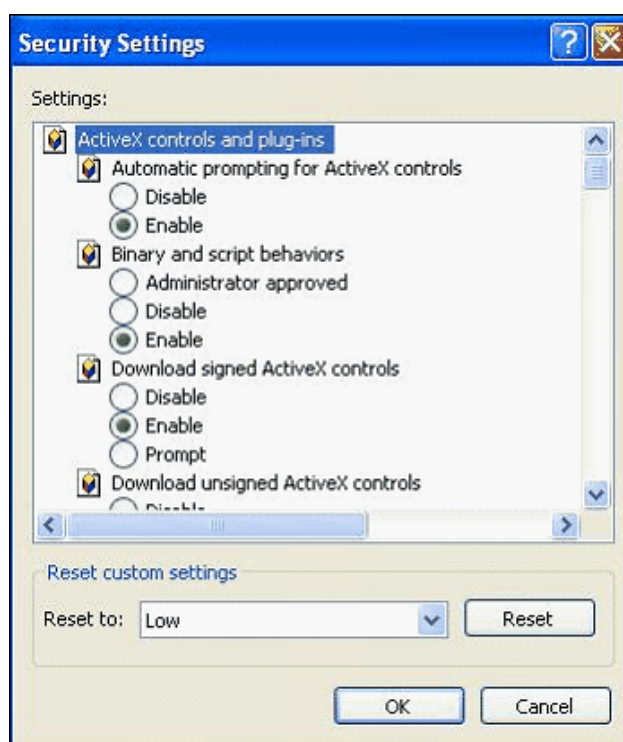 Security Settings
Settings:
ActiveX controls and plug-ins
Automatic prompting for ActiveX controls
Disable
Enable
Binary and script behaviors
Administrator approved
Disable
Enable
Download signed ActiveX controls
Disable
Enable
Prompt
Download unsigned ActiveX controls
Disable
Reset custom settings
Reset to: Low Reset
OK Cancel